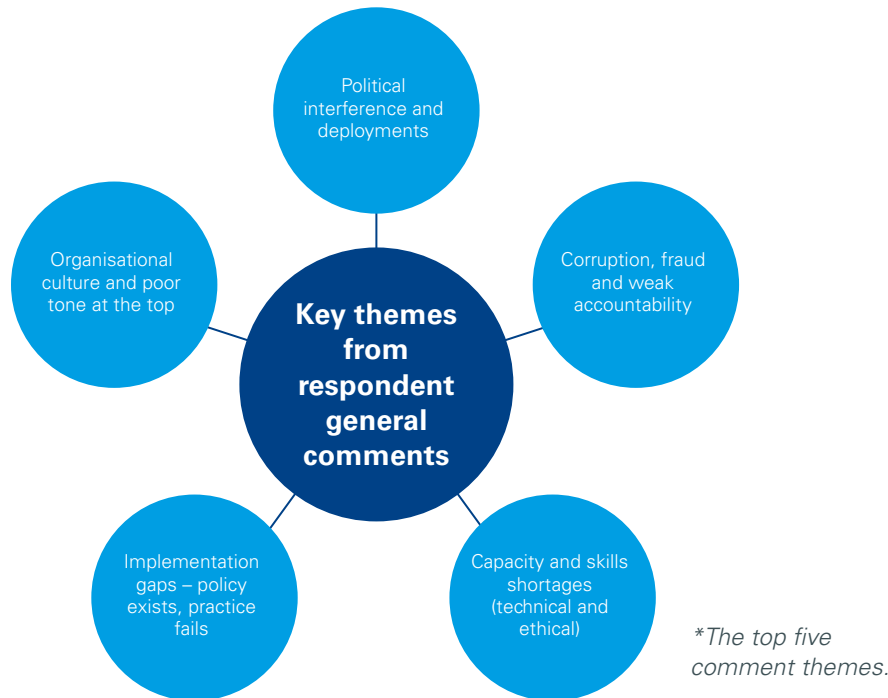 Political
interference and
deployments
Organisational
culture and poor
tone at the top
Corruption, fraud
and weak
accountability
Key themes
from
respondent
general
comments
Implementation
gaps – policy
exists, practice
fails
Capacity and skills
shortages
(technical and
ethical)
*The top five
comment themes.